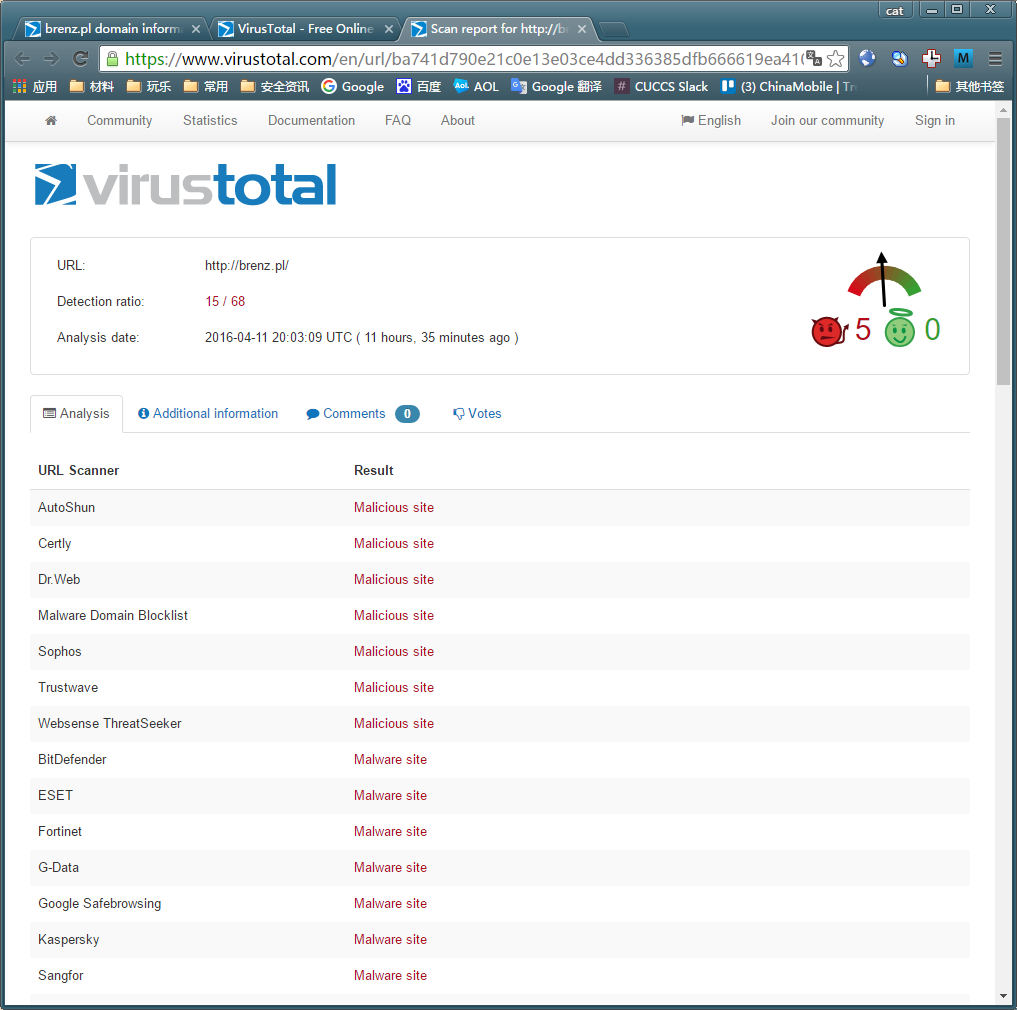 cat
brenz.pl domain inform
VirusTotal - Free Online
Scan report for http://b
https://www.virustotal.com/en/url/ba741d790e21c0e13e03ce4dd336385dfb666619ea41
M
应用 材料 玩乐 常用 安全资讯 Google 百度 AOL Google 翻译 CUCCS Slack (3) ChinaMobile | Tr 其他书签
Community Statistics Documentation FAQ About English Join our community Sign in
virustotal
URL: http://brenz.pl/
Detection ratio: 15 / 68
Analysis date: 2016-04-11 20:03:09 UTC ( 11 hours, 35 minutes ago )
5 0
Analysis Additional information Comments 0 Votes
URL Scanner Result
AutoShun Malicious site
Certly Malicious site
Dr.Web Malicious site
Malware Domain Blocklist Malicious site
Sophos Malicious site
Trustwave Malicious site
Websense ThreatSeeker Malicious site
BitDefender Malware site
ESET Malware site
Fortinet Malware site
G-Data Malware site
Google Safebrowsing Malware site
Kaspersky Malware site
Sangfor Malware site